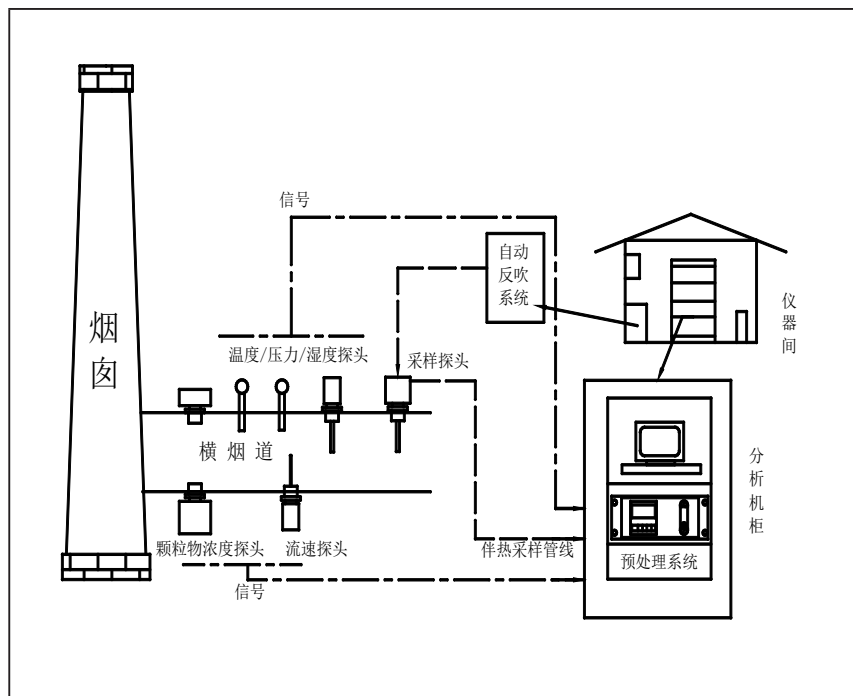 信号
自动
反吹
系统
仪
器
间
烟
囱
温度/压力/湿度探头
采样探头
横 烟 道
分
析
机
柜
颗粒物浓度探头
流速探头
伴热采样管线
预处理系统
信号